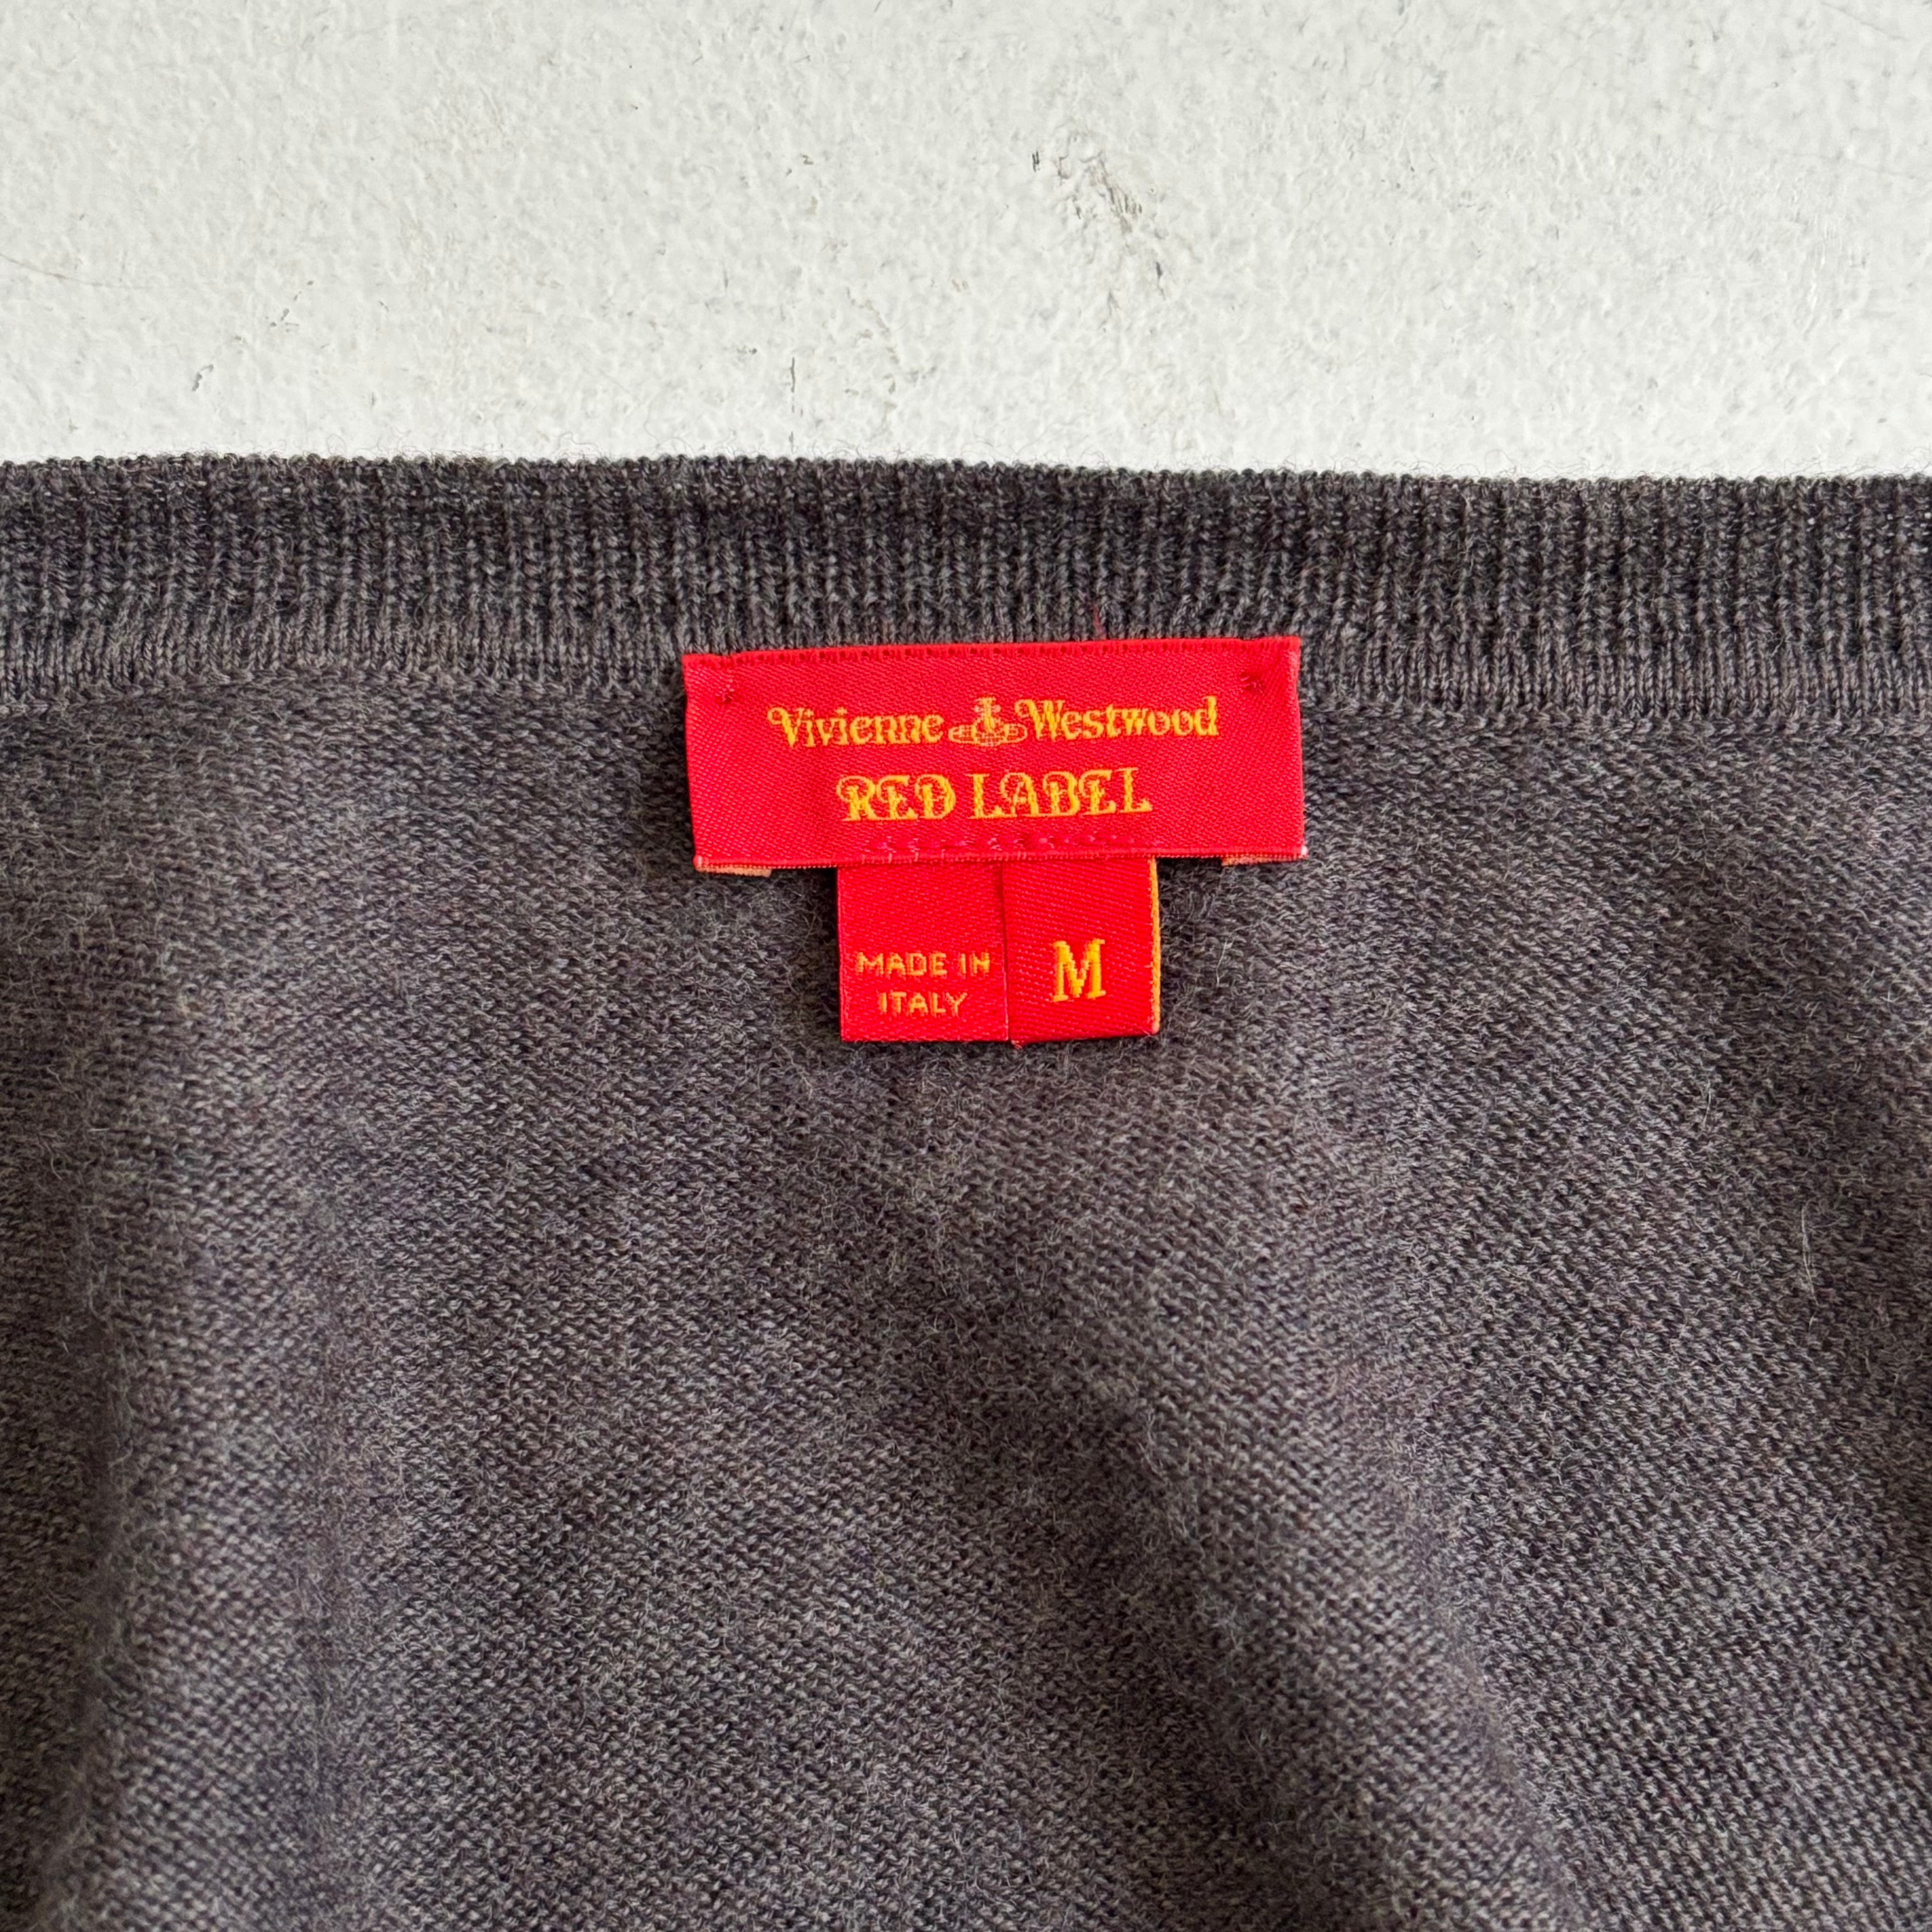 Vivienne Westwood
RED LABEL
MADE IN
ITALY
M